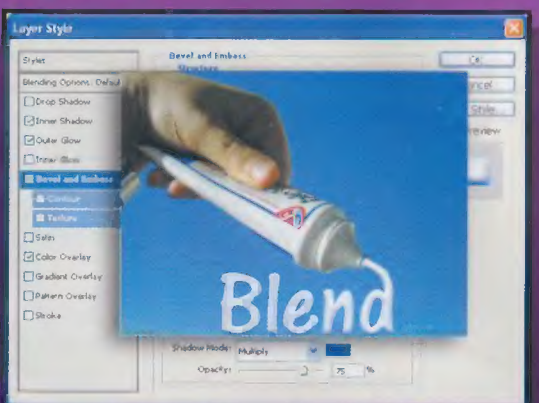 Layer Style
Styles
Bevel and Emboss
Structure
OK
Blending Options: Default
ncel
Drop Shadow
Style
Inner Shadow
review
Outer Glow
Inner Glow
Bevel and Emboss
Contour
Texture
Satin
Color Overlay
Gradient Overlay
Pattern Overlay
Stroke
Blend
Shadow Mode: Multiply
Opacity: 75 %